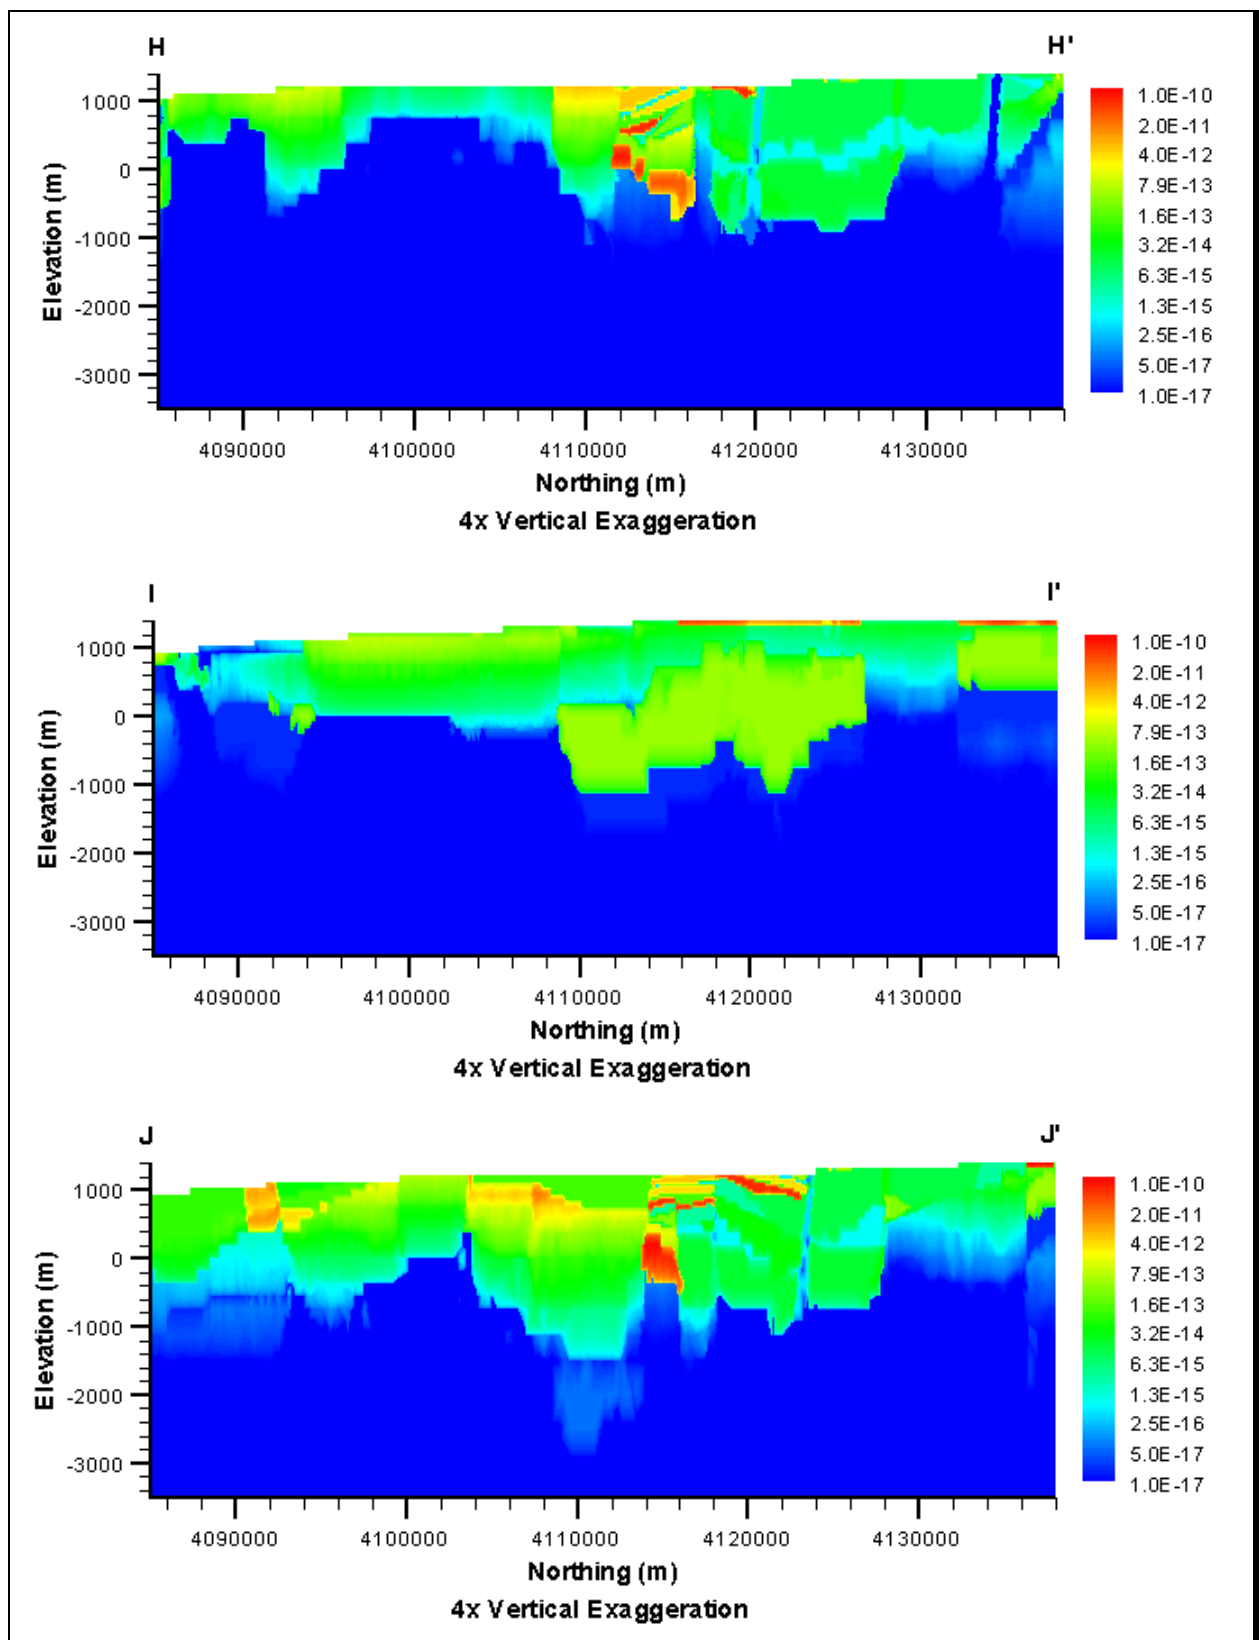 H H'
Elevation (m)
1000
0
-1000
-2000
-3000
4090000 4100000 4110000 4120000 4130000
Northing (m)
4x Vertical Exaggeration
1.0E-10
2.0E-11
4.0E-12
7.9E-13
1.6E-13
3.2E-14
6.3E-15
1.3E-15
2.5E-16
5.0E-17
1.0E-17
I I'
Elevation (m)
1000
0
-1000
-2000
-3000
4090000 4100000 4110000 4120000 4130000
Northing (m)
4x Vertical Exaggeration
1.0E-10
2.0E-11
4.0E-12
7.9E-13
1.6E-13
3.2E-14
6.3E-15
1.3E-15
2.5E-16
5.0E-17
1.0E-17
J J'
Elevation (m)
1000
0
-1000
-2000
-3000
4090000 4100000 4110000 4120000 4130000
Northing (m)
4x Vertical Exaggeration
1.0E-10
2.0E-11
4.0E-12
7.9E-13
1.6E-13
3.2E-14
6.3E-15
1.3E-15
2.5E-16
5.0E-17
1.0E-17